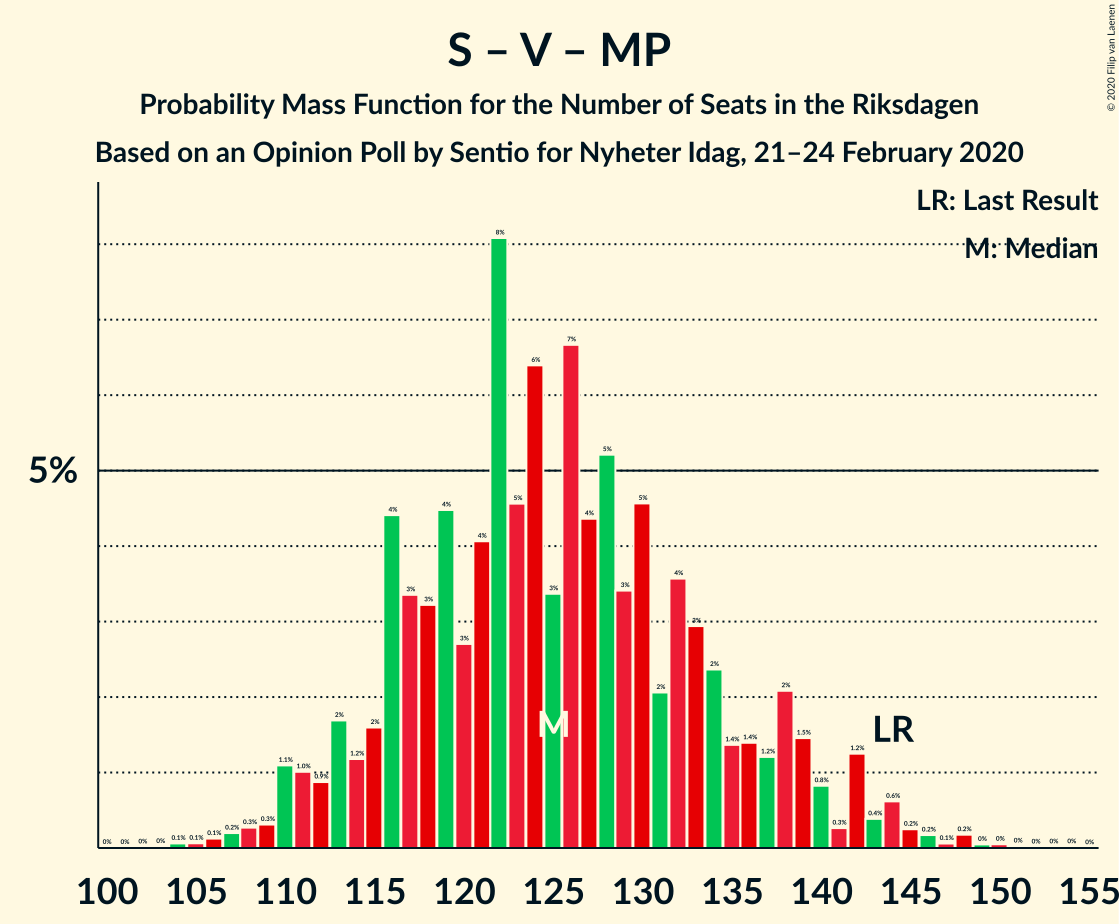 S – V – MP
Probability Mass Function for the Number of Seats in the Riksdagen
Based on an Opinion Poll by Sentio for Nyheter Idag, 21–24 February 2020
© 2020 Filip van Laenen
LR: Last Result
M: Median
5%
0% 0% 0% 0% 0.1% 0.1% 0.1% 0.2% 0.3% 0.3% 1.1% 1.0% 0.9% 2% 1.2% 2% 4% 3% 3% 4% 3% 4% 8% 5% 6% 3% 7% 4% 5% 3% 5% 2% 4% 3% 2% 1.4% 1.4% 1.2% 2% 1.5% 0.8% 0.3% 1.2% 0.4% 0.6% 0.2% 0.2% 0.1% 0.2% 0% 0% 0% 0% 0% 0% 0%
M
LR
100 105 110 115 120 125 130 135 140 145 150 155